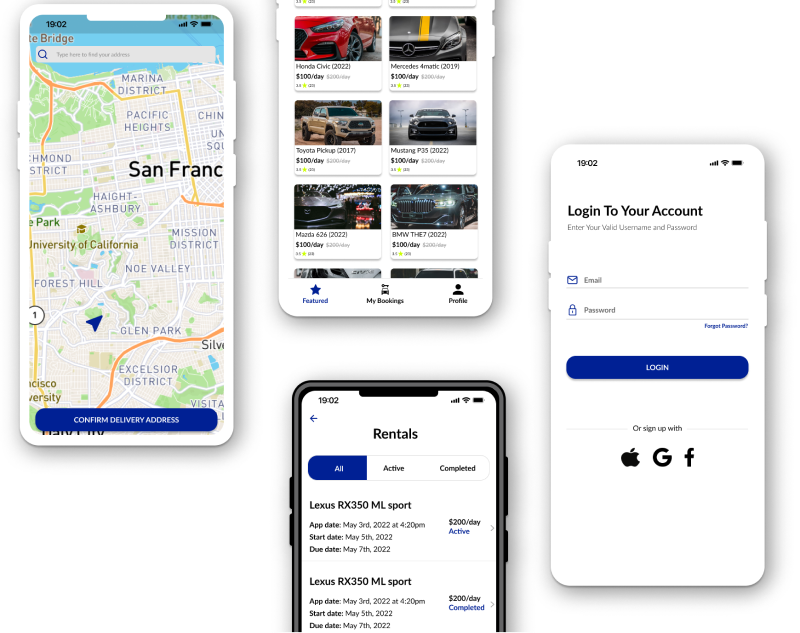 19:02
te Bridge
Type here to find your address
MARINA
DISTRICT
PACIFIC
HEIGHTS
CHIN
UN
SQU
HMOND
STRICT
San Franc
HAIGHT-
ASHBURY
e Park
University of California
MISSION
DISTRICT
NOE VALLEY
FOREST HILL
1
GLEN PARK
Silve
EXCELSIOR
DISTRICT
ncisco
versity
VISITA
CONFIRM DELIVERY ADDRESS
Daly City
Honda Civic (2022)
$100/day $200/day
Mercedes 4matic (2019)
$100/day $200/day
Toyota Pickup (2017)
$100/day $200/day
Mustang P35 (2022)
$100/day $200/day
Mazda 626 (2022)
$100/day $200/day
BMW THE7 (2022)
$100/day $200/day
Featured
My Bookings
Profile
19:02
Rentals
All
Active
Completed
Lexus RX350 ML sport
App date: May 3rd, 2022 at 4:20pm
Start date: May 5th, 2022
Due date: May 7th, 2022
$200/day
Active
Lexus RX350 ML sport
App date: May 3rd, 2022 at 4:20pm
Start date: May 5th, 2022
Due date: May 7th, 2022
$200/day
Completed
19:02
Login To Your Account
Enter Your Valid Username and Password
Email
Password
Forgot Password?
LOGIN
Or sign up with